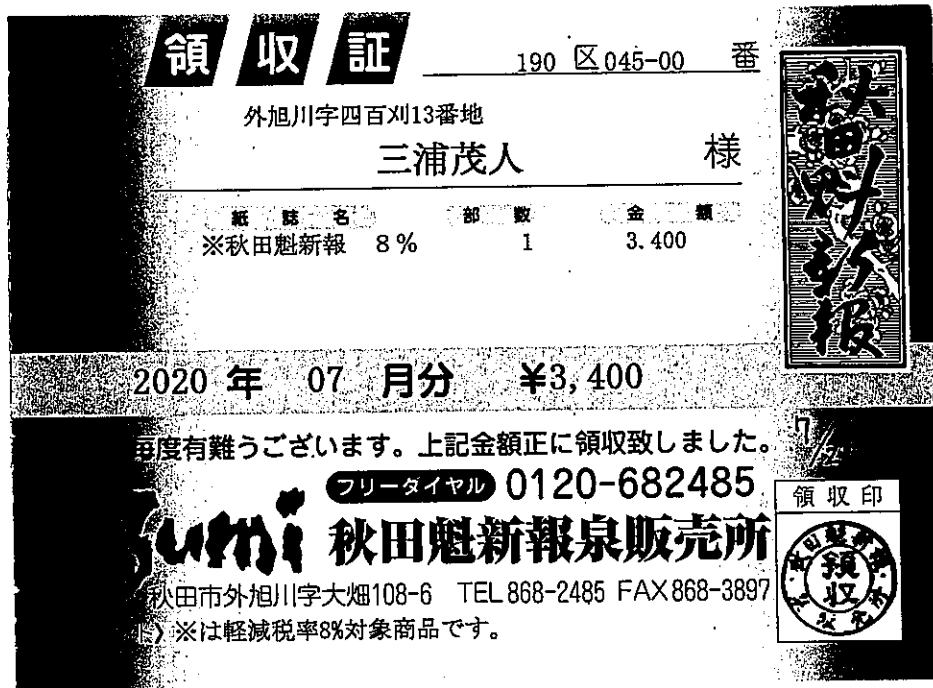 領収証
190 区 045-00 番
外旭川字四百刈13番地
三浦茂人 様
紙誌名 部数 金額
※秋田魁新報 8% 1 3.400
秋田魁新報
2020 年 07 月分 ¥3,400
毎度有難うございます。上記金額正に領収致しました。
フリーダイヤル 0120-682485
秋田魁新報泉販売所
秋田市外旭川字大畑108-6 TEL 868-2485 FAX 868-3897
※は軽減税率8%対象商品です。
領収印
領収